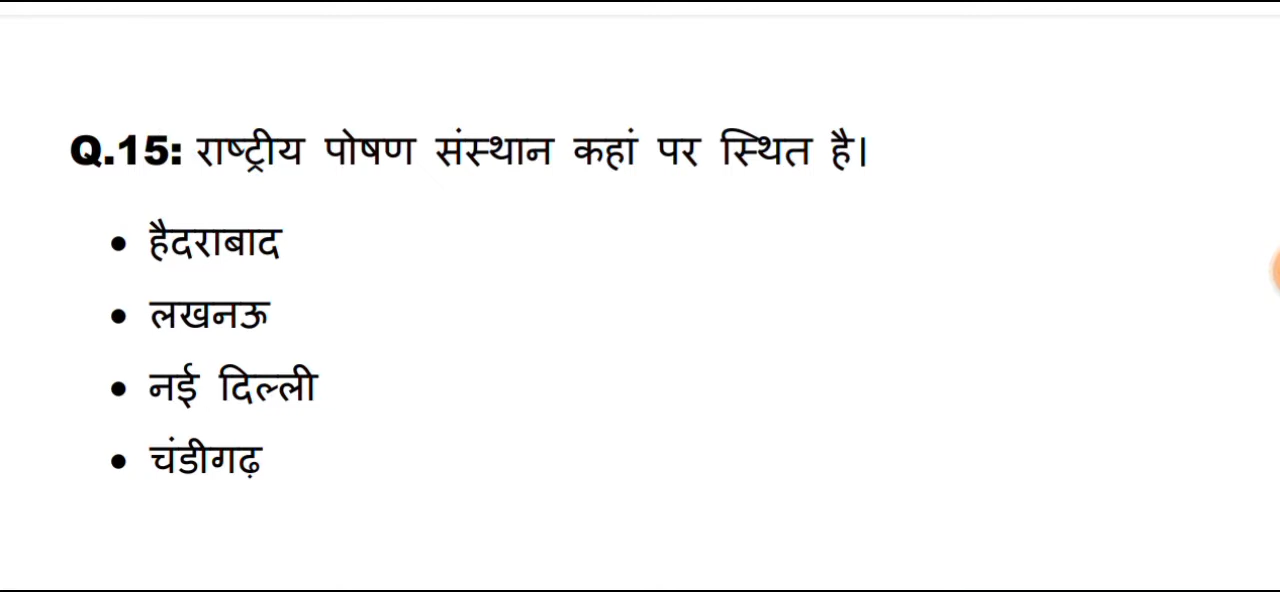 Q.15: राष्ट्रीय पोषण संस्थान कहां पर स्थित है।
• हैदराबाद
• लखनऊ
• नई दिल्ली
• चंडीगढ़